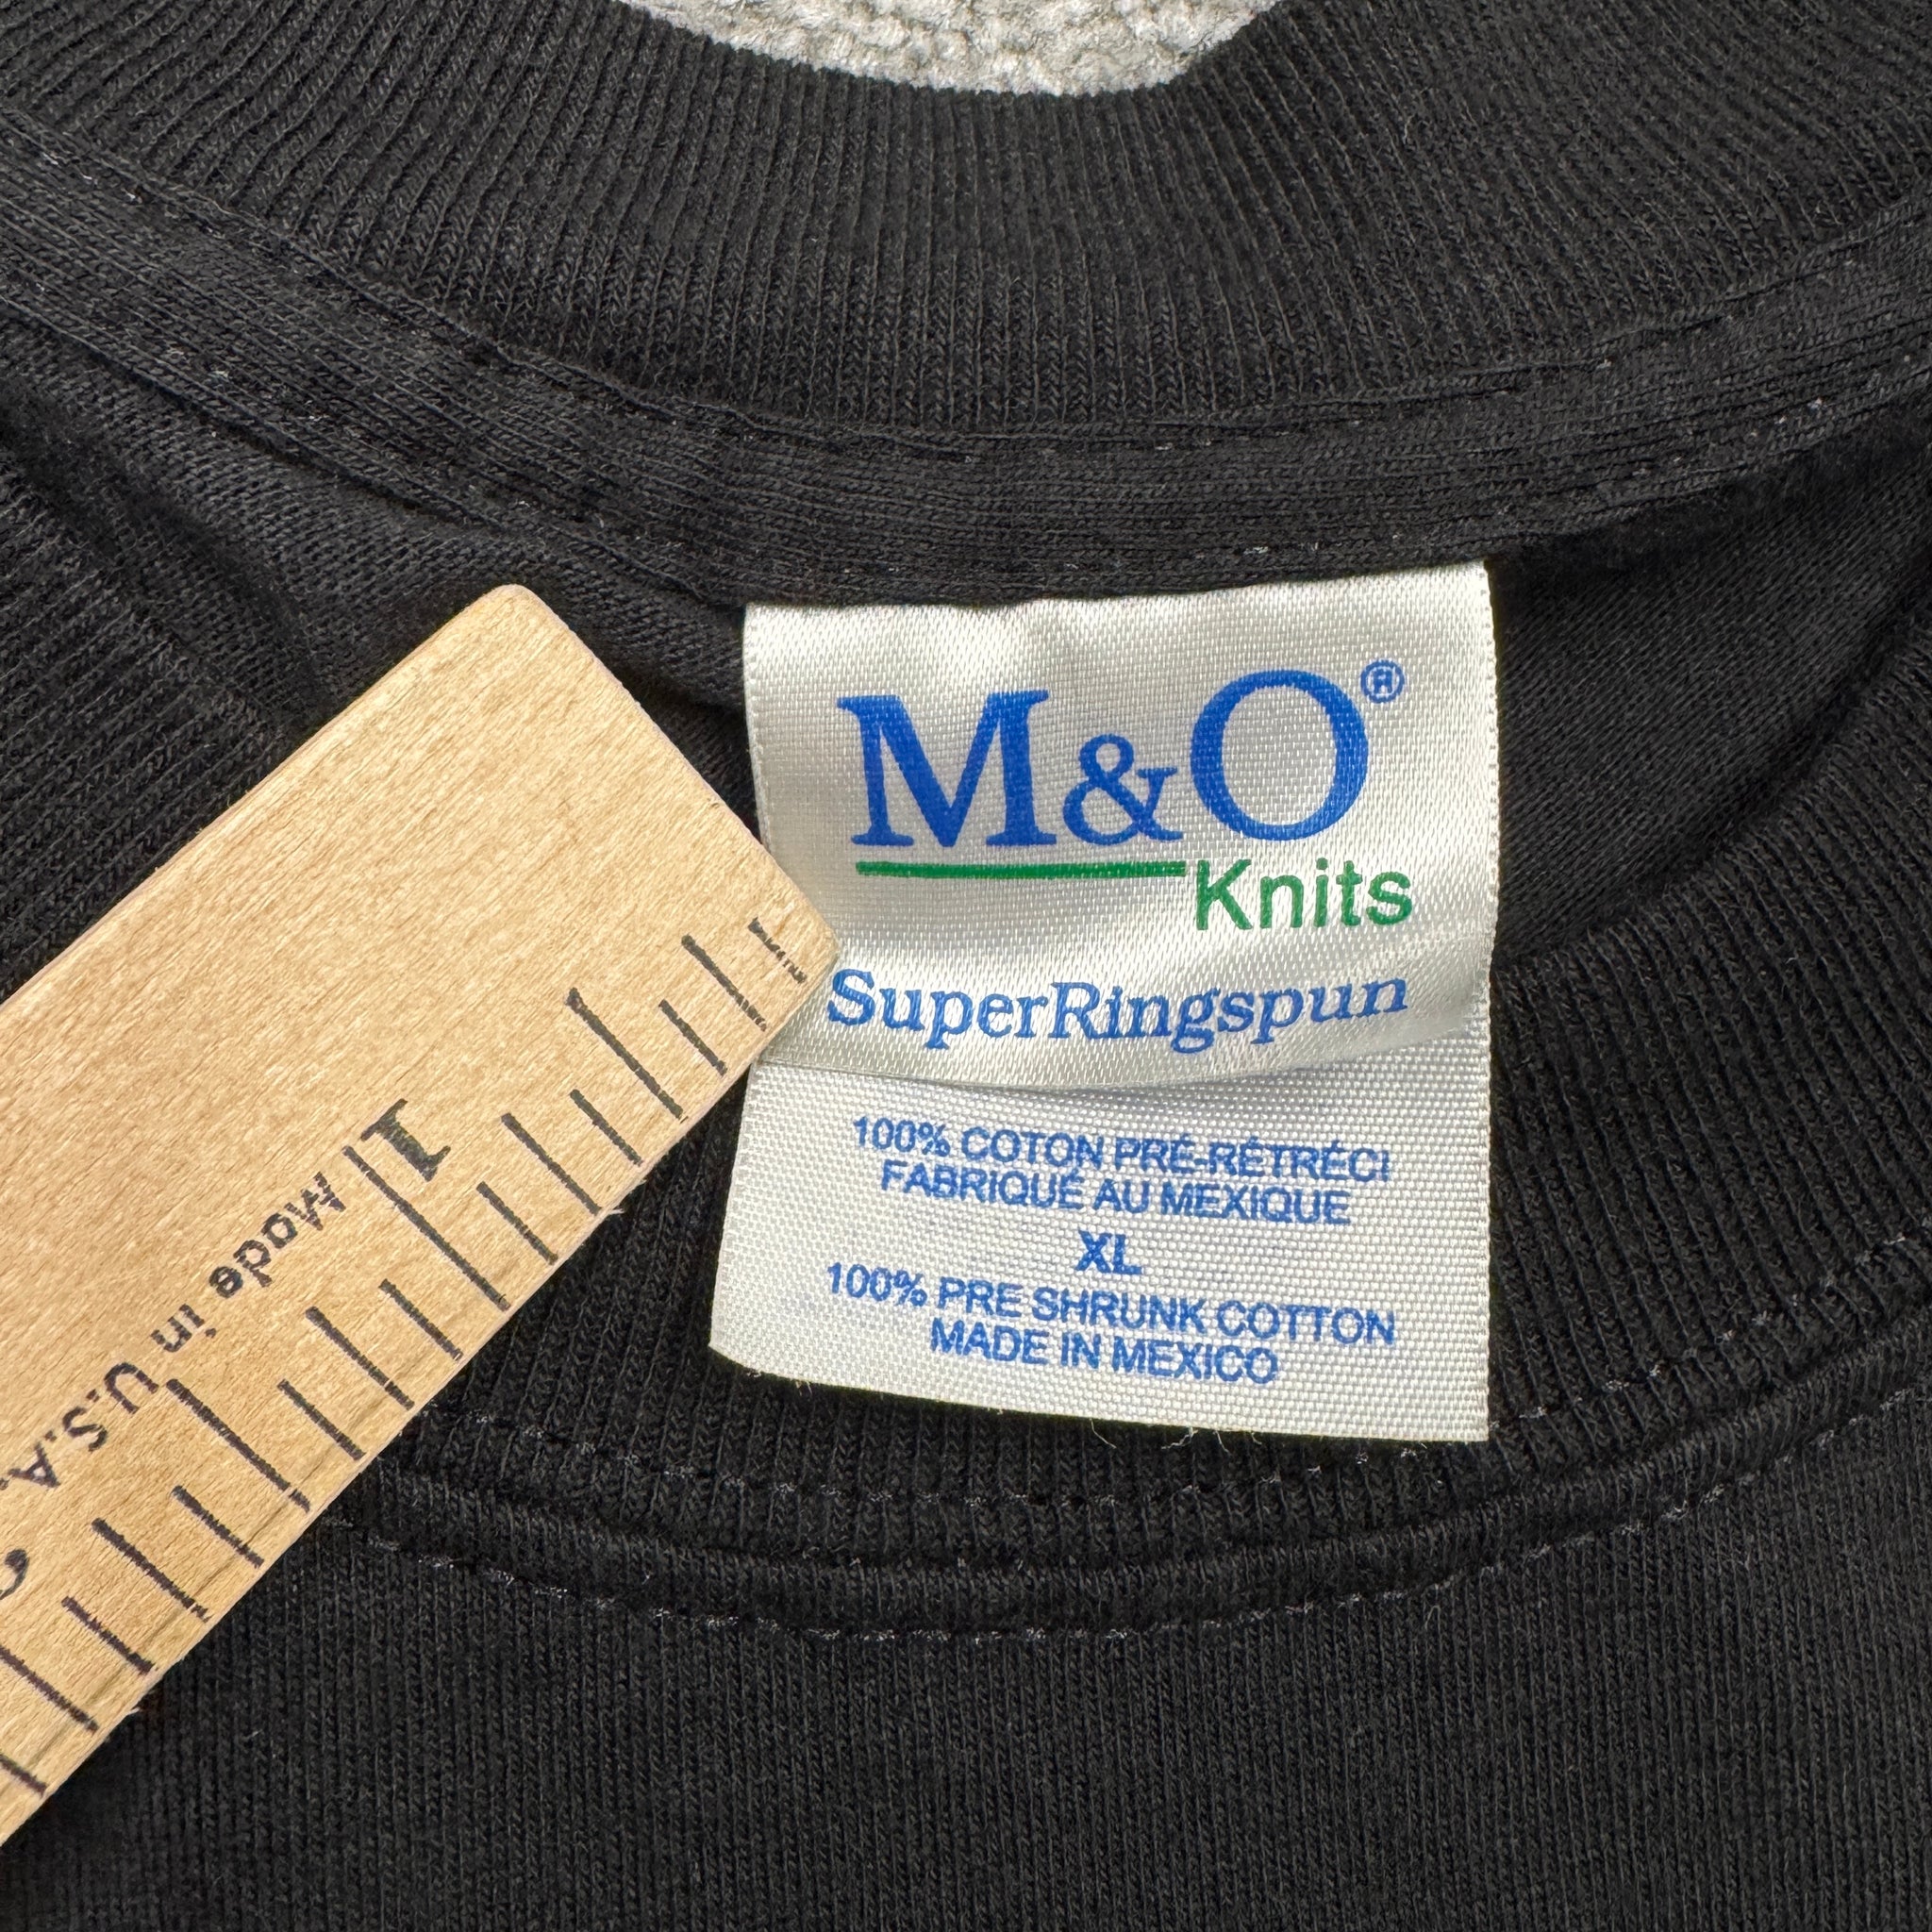 M&O®
Knits
SuperRingspun
100% COTON PRÉ-RÉTRÉCI
FABRIQUÉ AU MEXIQUE
XL
100% PRE SHRUNK COTTON
MADE IN MEXICO
1
Made in U.S.A.